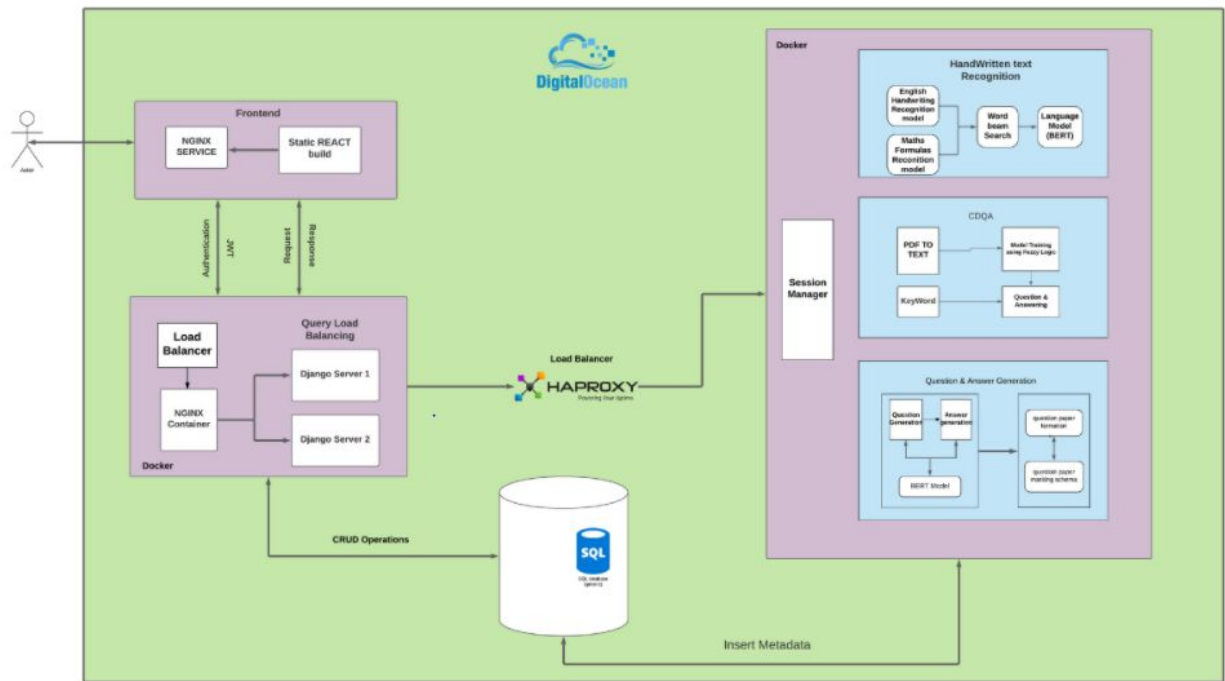 DigitalOcean
Actor
Frontend
NGINX
SERVICE
Static REACT
build
Authentication
JWT
Request
Response
Load
Balancer
NGINX
Container
Query Load
Balancing
Django Server 1
Django Server 2
Docker
Load Balancer
HAPROXY
CRUD Operations
SQL
SQL database
(generic)
Insert Metadata
Docker
Session
Manager
HandWritten text
Recognition
English
Handwriting
Recognition
model
Maths
Formulas
Reconition
model
Word
beam
Search
Language
Model
(BERT)
CDQA
PDF TO
TEXT
Model Training
using Fuzzy Logic
KeyWord
Question &
Answering
Question & Answer Generation
Question
Generation
Answer
generation
BERT Model
question paper
formation
question paper
marking schema